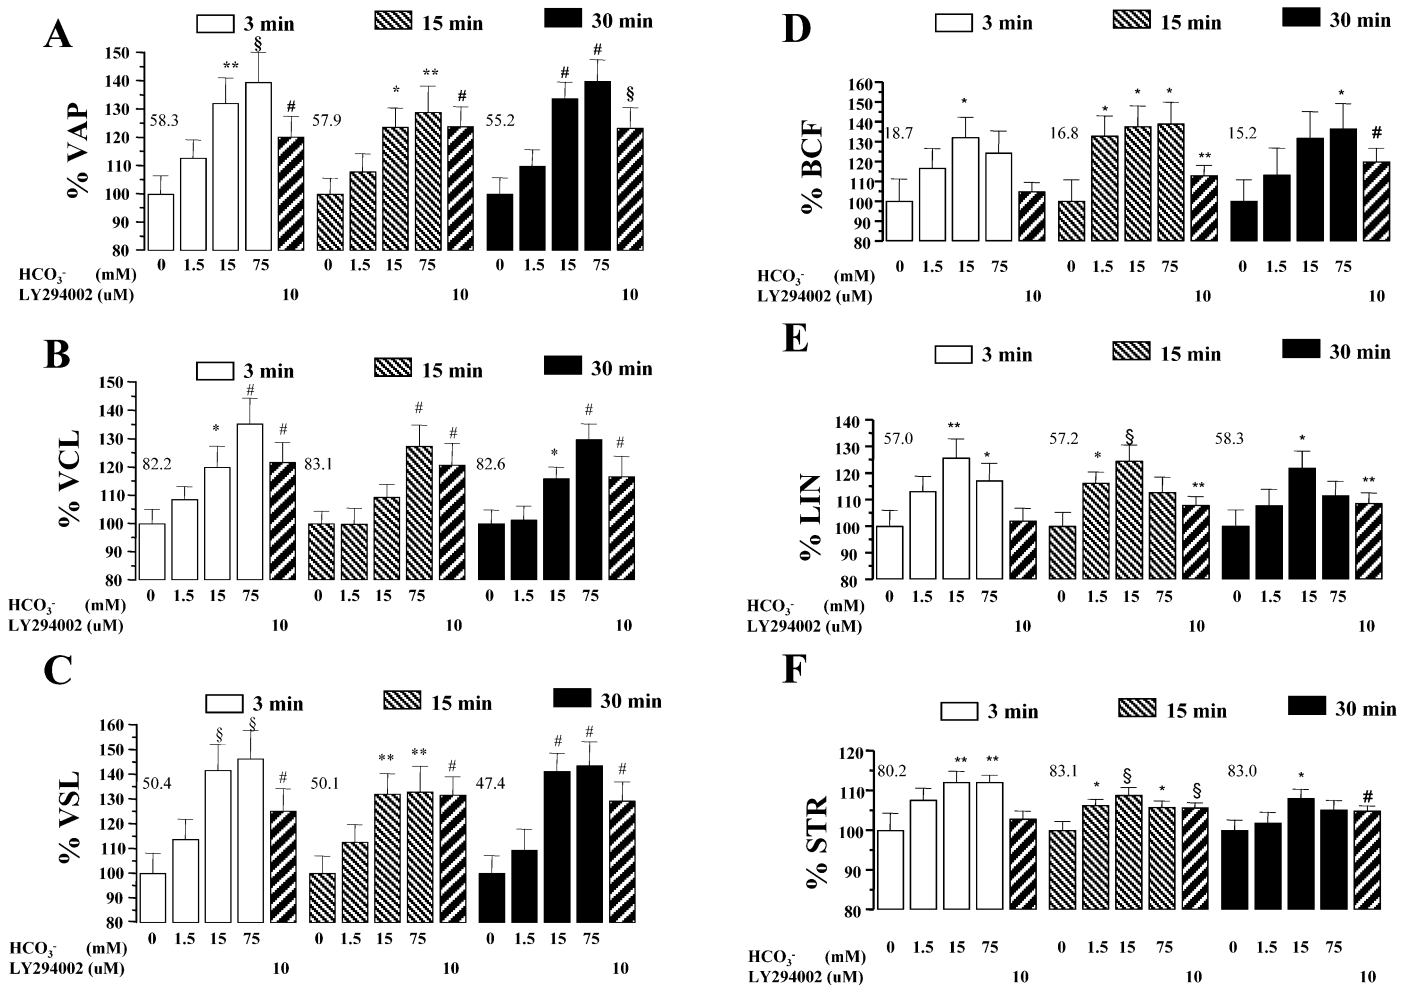 A
3 min
15 min
30 min
% VAP
150
140
130
120
110
100
90
80
58.3
57.9
55.2
** § # * ** # # # §
0 1.5 15 75 0 1.5 15 75 0 1.5 15 75
HCO3- (mM)
LY294002 (uM) 10 10 10
B
3 min
15 min
30 min
% VCL
150
140
130
120
110
100
90
80
82.2
83.1
82.6
* # # # # * # #
0 1.5 15 75 0 1.5 15 75 0 1.5 15 75
HCO3- (mM)
LY294002 (uM) 10 10 10
C
3 min
15 min
30 min
% VSL
160
150
140
130
120
110
100
90
80
50.4
50.1
47.4
§ § # ** ** # # # #
0 1.5 15 75 0 1.5 15 75 0 1.5 15 75
HCO3- (mM)
LY294002 (uM) 10 10 10
D
3 min
15 min
30 min
% BCF
160
150
140
130
120
110
100
90
80
18.7
16.8
15.2
* * * * ** * #
0 1.5 15 75 0 1.5 15 75 0 1.5 15 75
HCO3- (mM)
LY294002 (uM) 10 10 10
E
3 min
15 min
30 min
% LIN
140
130
120
110
100
90
80
57.0
57.2
58.3
** * * § ** * **
0 1.5 15 75 0 1.5 15 75 0 1.5 15 75
HCO3- (mM)
LY294002 (uM) 10 10 10
F
3 min
15 min
30 min
% STR
120
110
100
90
80
80.2
83.1
83.0
** ** * § * § * #
0 1.5 15 75 0 1.5 15 75 0 1.5 15 75
HCO3- (mM)
LY294002 (uM) 10 10 10